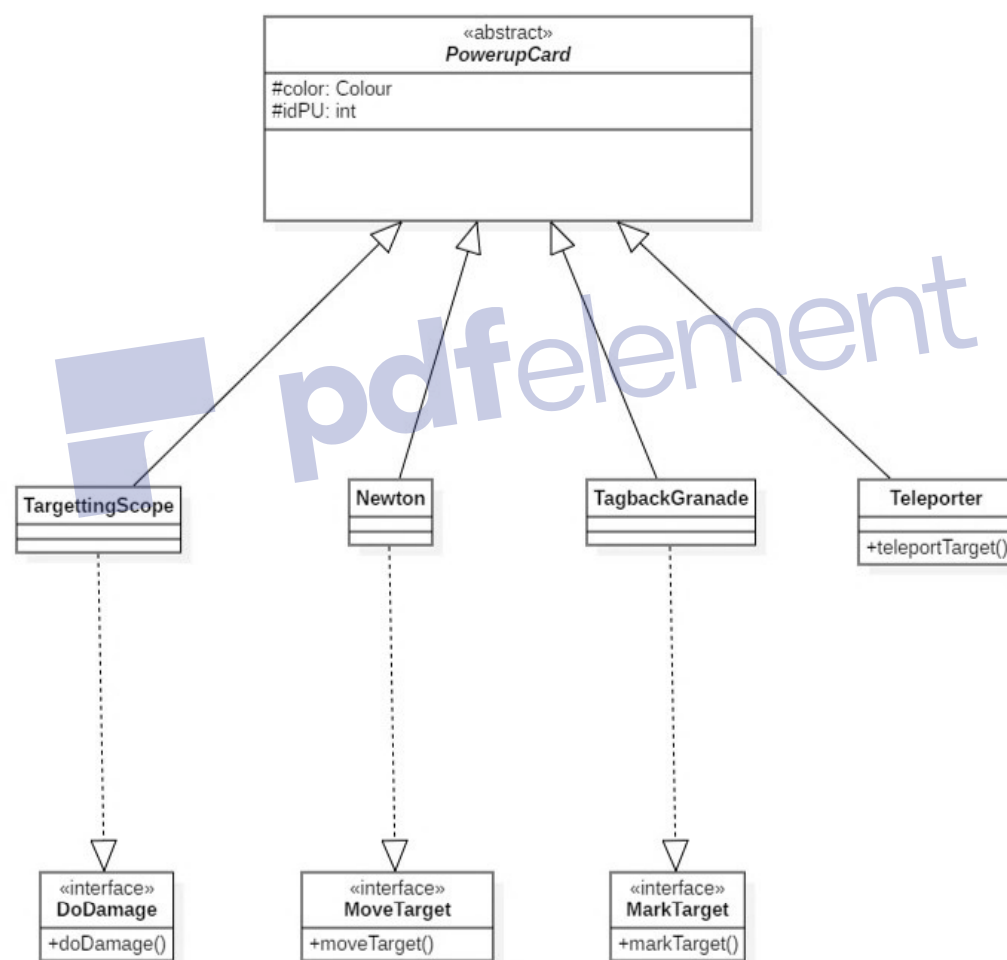 «abstract»
PowerupCard
#color: Colour
#idPU: int
pdfelement
TargettingScope
Newton
TagbackGranade
Teleporter
+teleportTarget()
«interface»
DoDamage
+doDamage()
«interface»
MoveTarget
+moveTarget()
«interface»
MarkTarget
+markTarget()